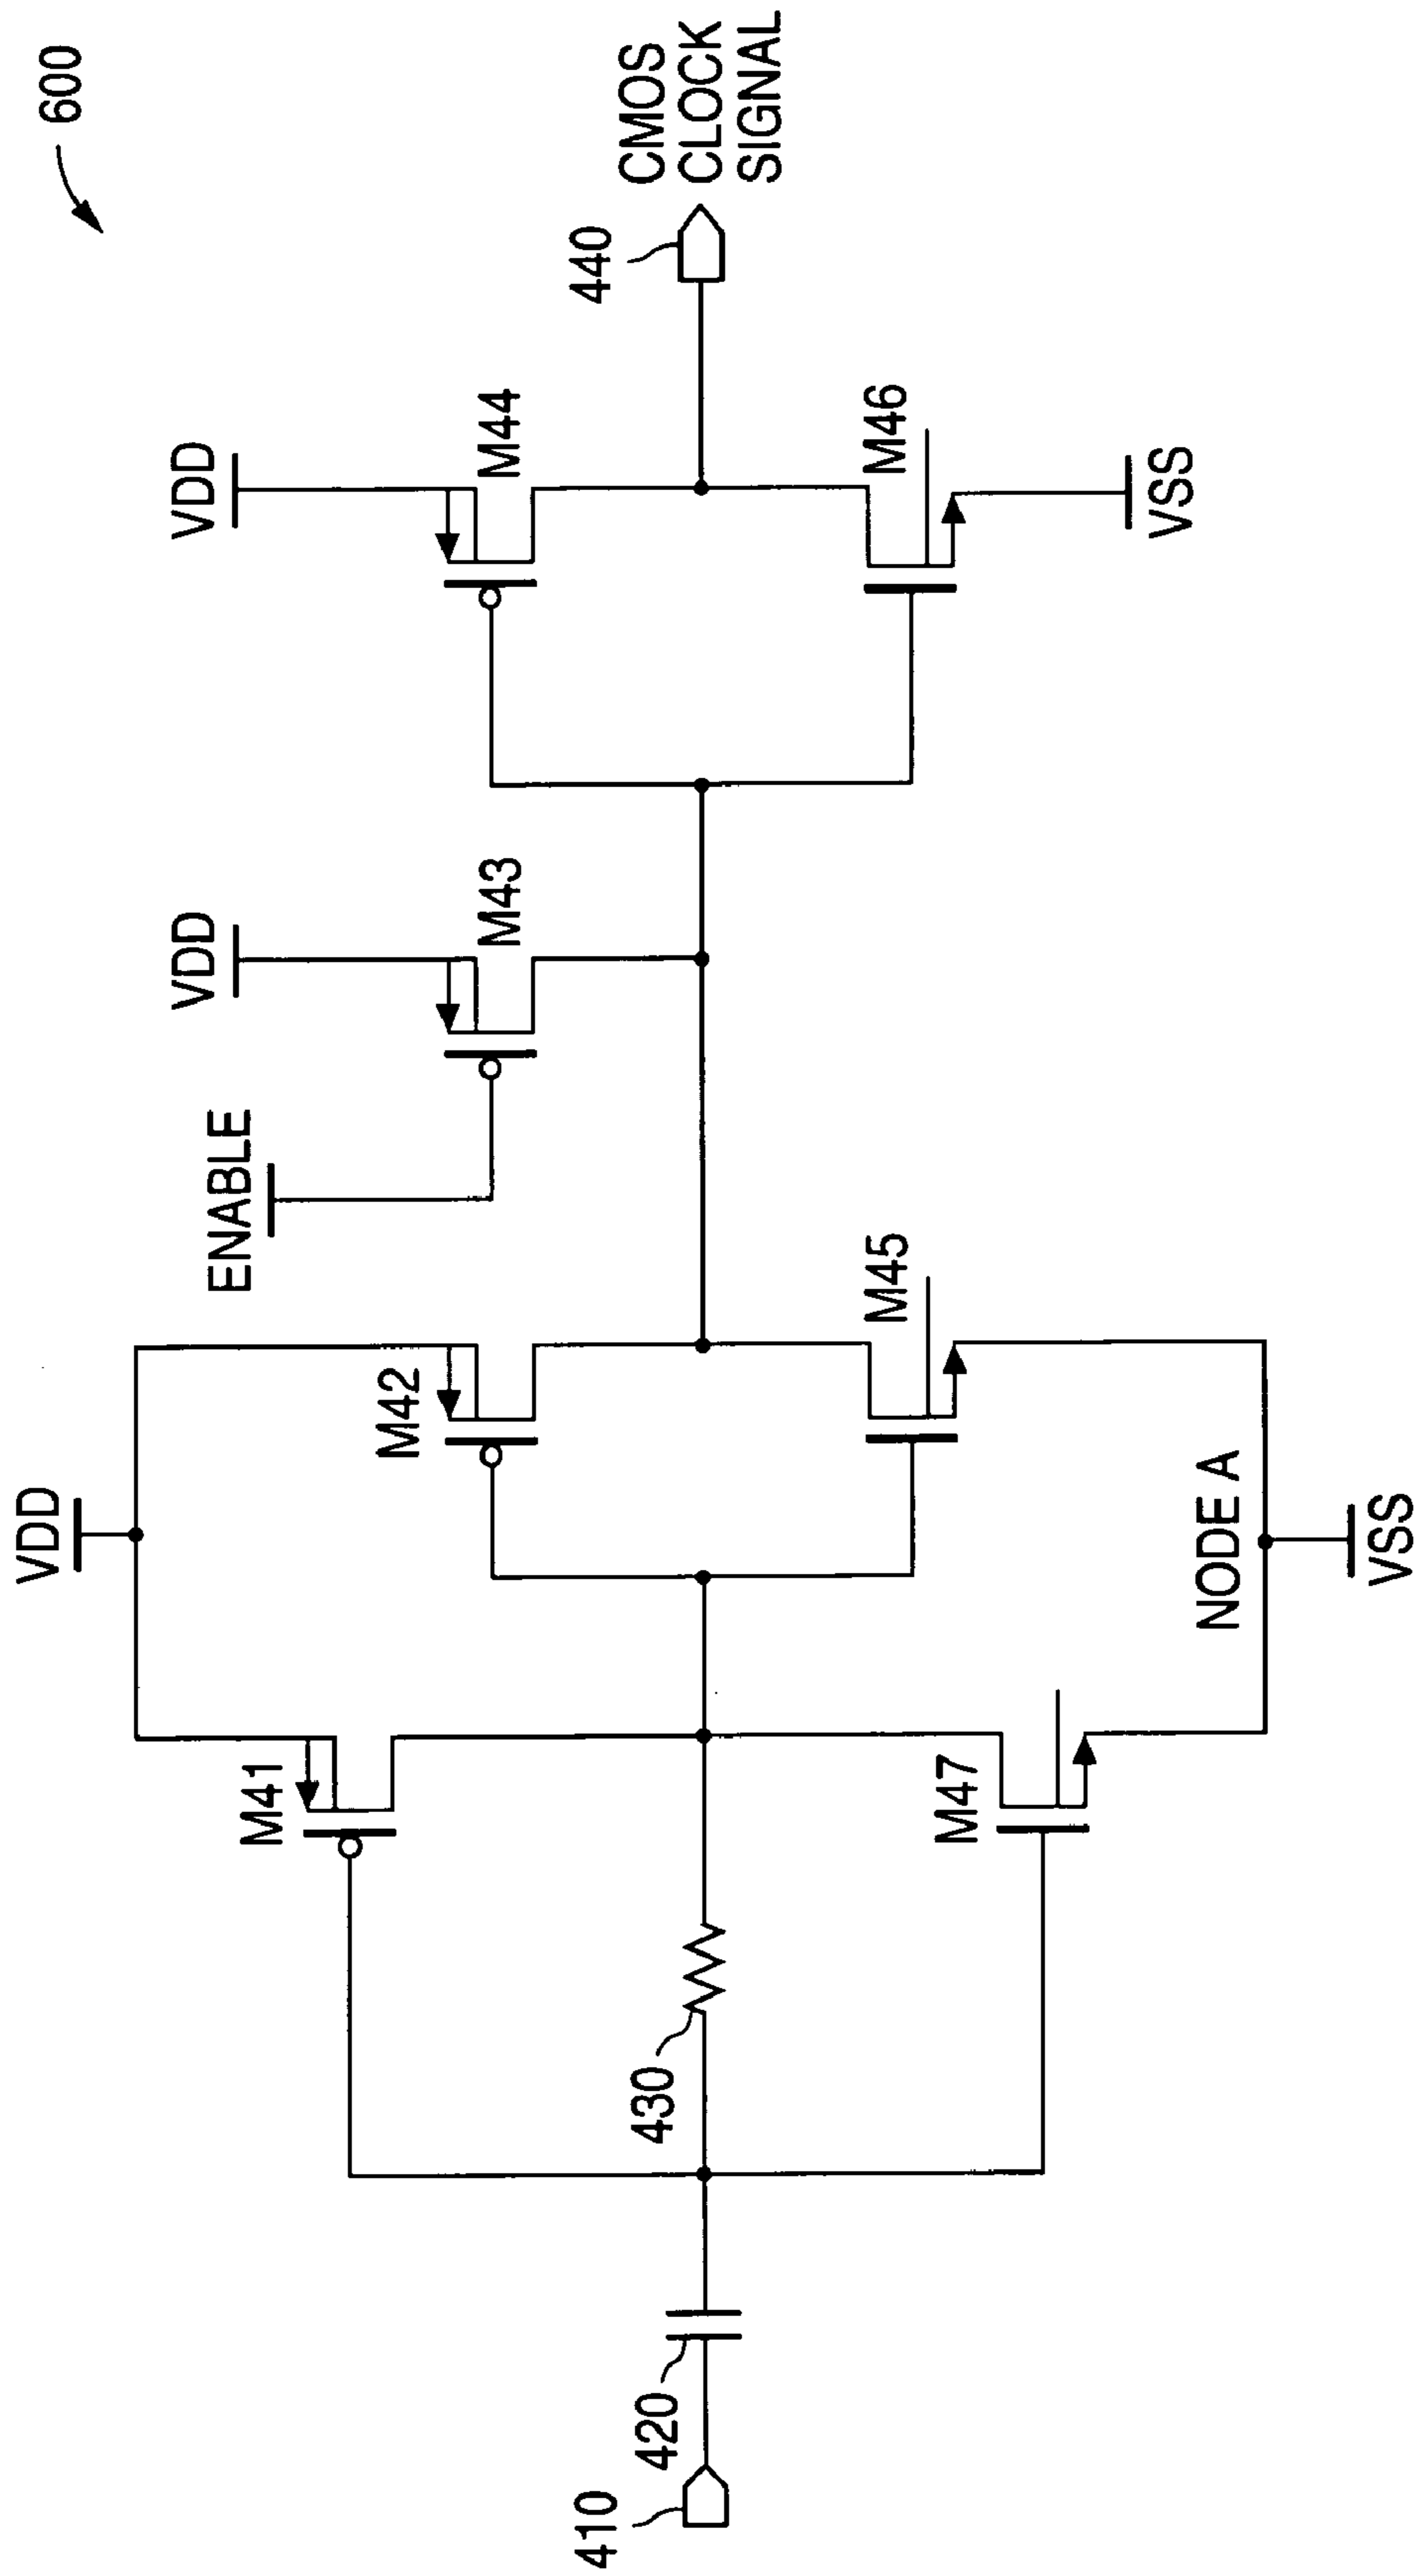 600
VDD
VDD
VDD
ENABLE
M41
M42
M43
M44
410
420
430
440
CMOS
CLOCK
SIGNAL
M47
M45
M46
NODE A
VSS
VSS